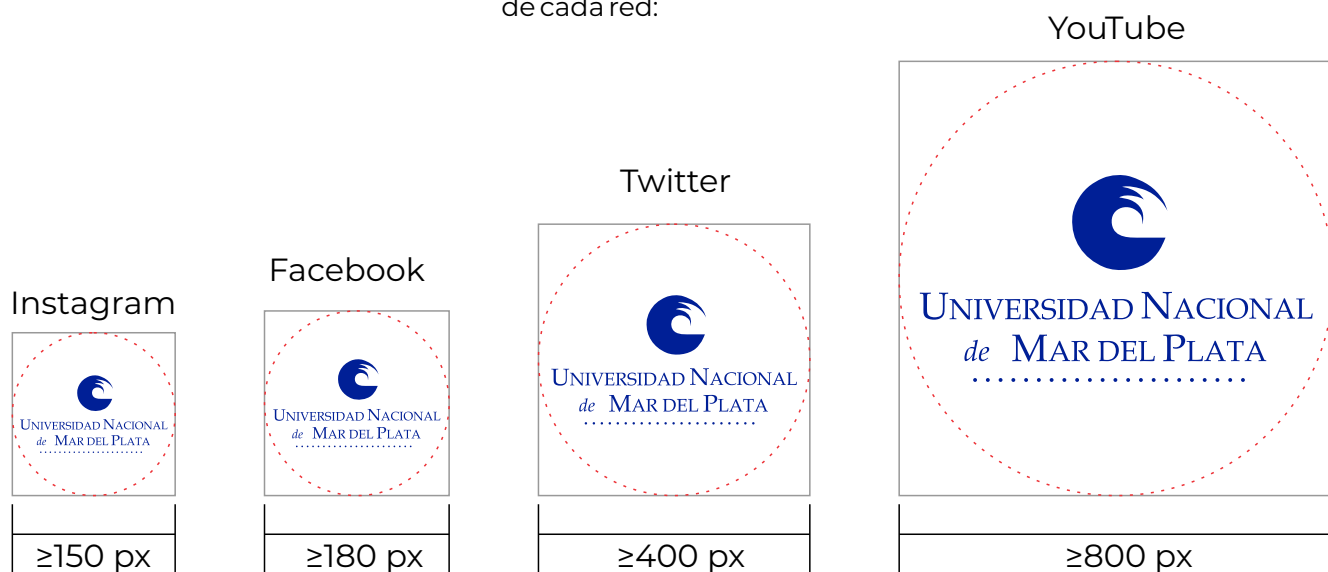 de cada red:
Instagram
UNIVERSIDAD NACIONAL
de MAR DEL PLATA
≥150 px
Facebook
UNIVERSIDAD NACIONAL
de MAR DEL PLATA
≥180 px
Twitter
UNIVERSIDAD NACIONAL
de MAR DEL PLATA
≥400 px
YouTube
UNIVERSIDAD NACIONAL
de MAR DEL PLATA
≥800 px